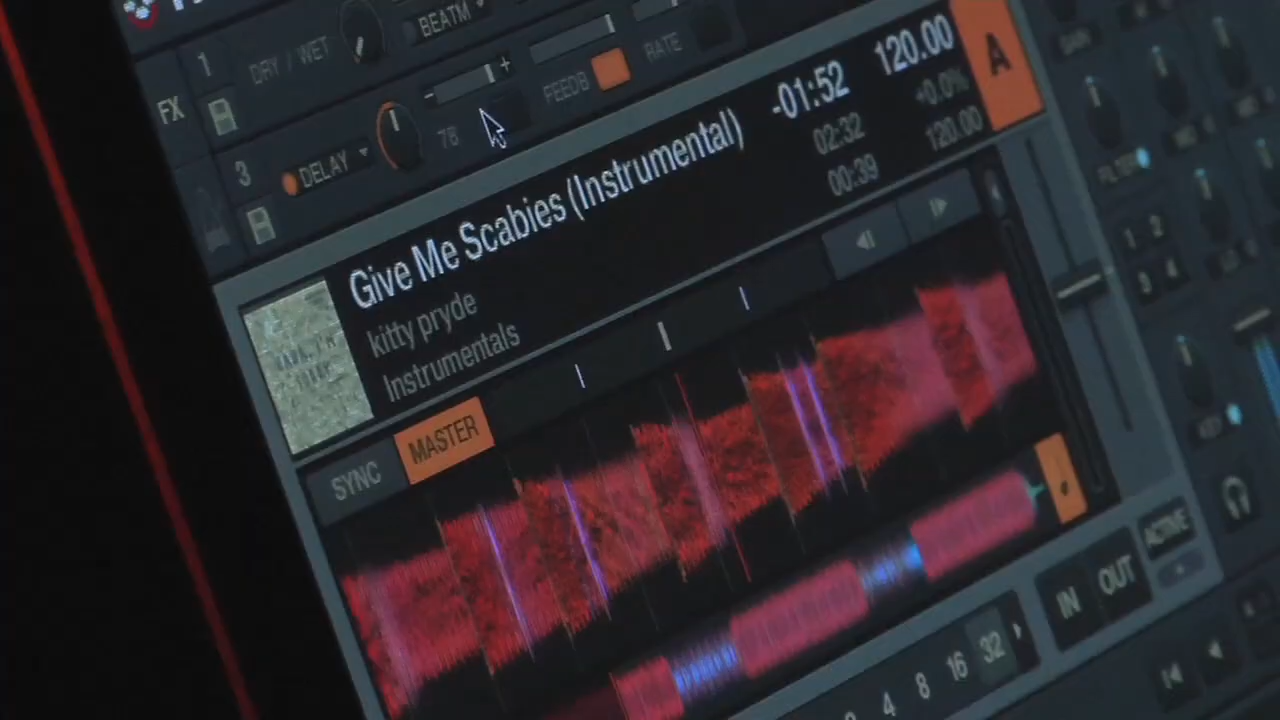 1
DRY / WET
BEATM
FX
3
DELAY
78
FEEDB
RATE
Give Me Scabies (Instrumental)
kitty pryde
Instrumentals
-01:52
02:32
00:39
120.00
+0.0%
120.00
A
FILTER
1 2
3 4
KEY
SYNC
MASTER
4 8 16 32
IN
OUT
ACTIVE